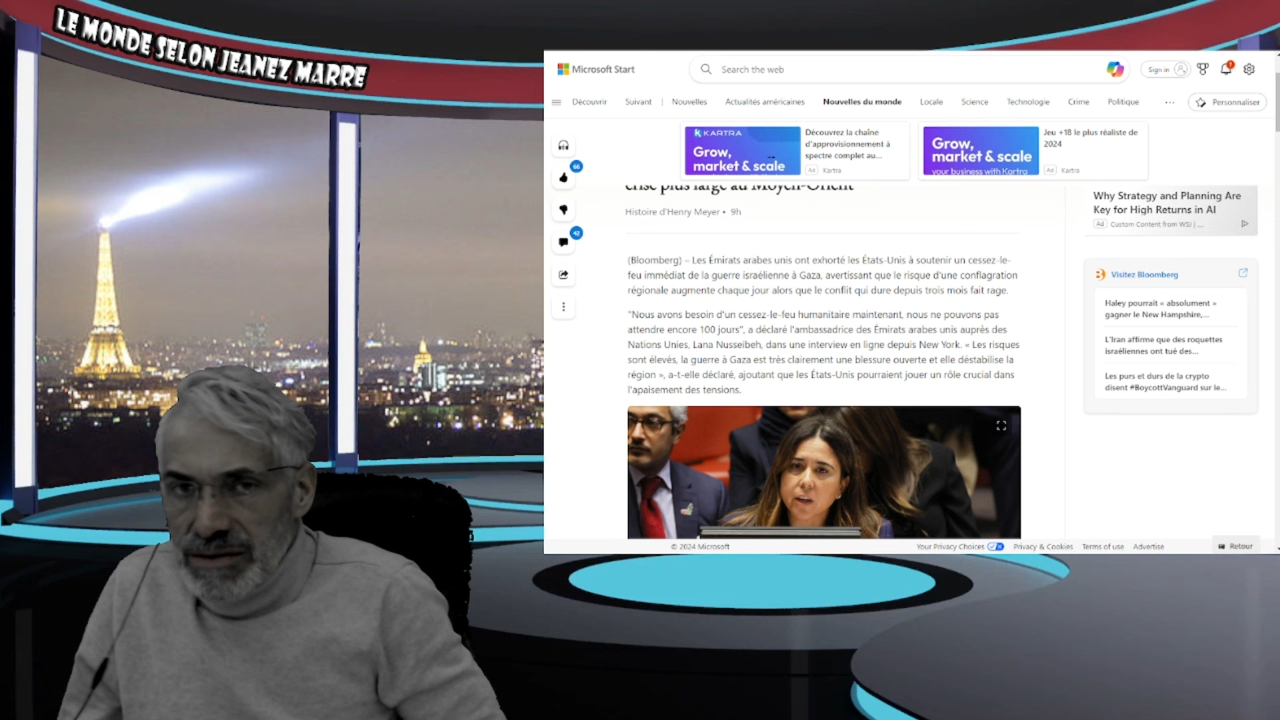 LE MONDE SELON JEANEZ MARRE
Microsoft Start
Search the web
Sign in
Découvrir
Suivant
Nouvelles
Actualités américaines
Nouvelles du monde
Locale
Science
Technologie
Crime
Politique
Personnaliser
KARTRA
Grow,
market & scale
Découvrez la chaîne
d'approvisionnement à
spectre complet au...
Ad Kartra
Grow,
market & scale
your business with Kartra
Jeu +18 le plus réaliste de
2024
Ad Kartra
66
42
crise plus large au Moyen-Orient
Histoire d'Henry Meyer • 9h
(Bloomberg) – Les Émirats arabes unis ont exhorté les États-Unis à soutenir un cessez-le-
feu immédiat de la guerre israélienne à Gaza, avertissant que le risque d'une conflagration
régionale augmente chaque jour alors que le conflit qui dure depuis trois mois fait rage.
"Nous avons besoin d'un cessez-le-feu humanitaire maintenant, nous ne pouvons pas
attendre encore 100 jours", a déclaré l'ambassadrice des Émirats arabes unis auprès des
Nations Unies, Lana Nusseibeh, dans une interview en ligne depuis New York. « Les risques
sont élevés, la guerre à Gaza est très clairement une blessure ouverte et elle déstabilise la
région », a-t-elle déclaré, ajoutant que les États-Unis pourraient jouer un rôle crucial dans
l'apaisement des tensions.
Why Strategy and Planning Are
Key for High Returns in AI
Ad Custom Content from WSJ | ...
Visitez Bloomberg
Haley pourrait « absolument »
gagner le New Hampshire,...
L'Iran affirme que des roquettes
israéliennes ont tué des...
Les purs et durs de la crypto
disent #BoycottVanguard sur le...
© 2024 Microsoft
Your Privacy Choices
Privacy & Cookies
Terms of use
Advertise
Retour